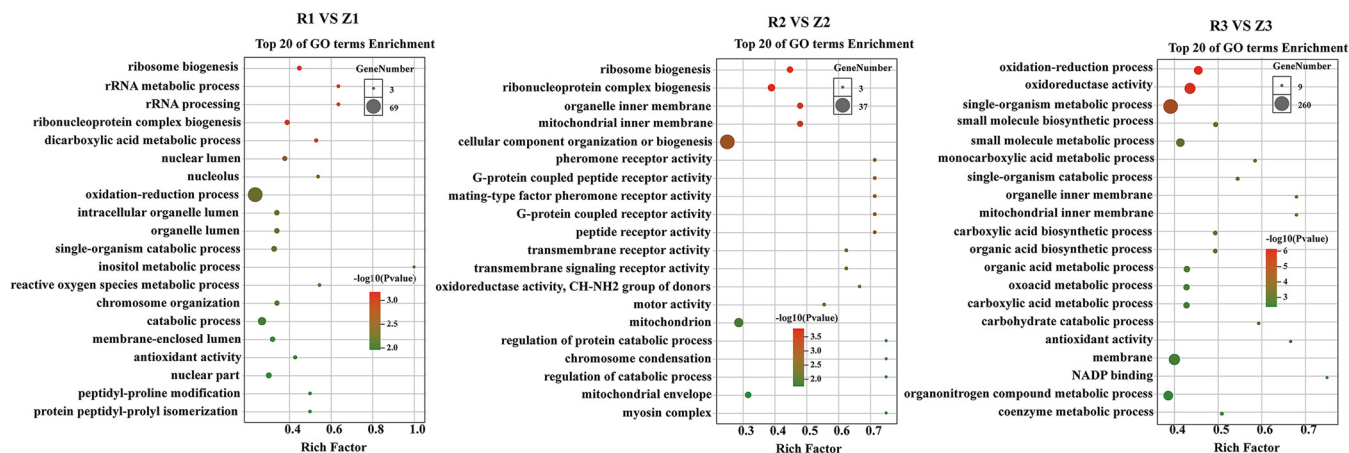 R1 VS Z1
Top 20 of GO terms Enrichment
ribosome biogenesis
rRNA metabolic process
rRNA processing
ribonucleoprotein complex biogenesis
dicarboxylic acid metabolic process
nuclear lumen
nucleolus
oxidation-reduction process
intracellular organelle lumen
organelle lumen
single-organism catabolic process
inositol metabolic process
reactive oxygen species metabolic process
chromosome organization
catabolic process
membrane-enclosed lumen
antioxidant activity
nuclear part
peptidyl-proline modification
protein peptidyl-prolyl isomerization
GeneNumber
3
69
-log10(Pvalue)
3.0
2.5
2.0
0.4 0.6 0.8 1.0
Rich Factor
R2 VS Z2
Top 20 of GO terms Enrichment
ribosome biogenesis
ribonucleoprotein complex biogenesis
organelle inner membrane
mitochondrial inner membrane
cellular component organization or biogenesis
pheromone receptor activity
G-protein coupled peptide receptor activity
mating-type factor pheromone receptor activity
G-protein coupled receptor activity
peptide receptor activity
transmembrane receptor activity
transmembrane signaling receptor activity
oxidoreductase activity, CH-NH2 group of donors
motor activity
mitochondrion
regulation of protein catabolic process
chromosome condensation
regulation of catabolic process
mitochondrial envelope
myosin complex
GeneNumber
3
37
-log10(Pvalue)
3.5
3.0
2.5
2.0
0.3 0.4 0.5 0.6 0.7
Rich Factor
R3 VS Z3
Top 20 of GO terms Enrichment
oxidation-reduction process
oxidoreductase activity
single-organism metabolic process
small molecule biosynthetic process
small molecule metabolic process
monocarboxylic acid metabolic process
single-organism catabolic process
organelle inner membrane
mitochondrial inner membrane
carboxylic acid biosynthetic process
organic acid biosynthetic process
organic acid metabolic process
oxoacid metabolic process
carboxylic acid metabolic process
carbohydrate catabolic process
antioxidant activity
membrane
NADP binding
organonitrogen compound metabolic process
coenzyme metabolic process
GeneNumber
9
260
-log10(Pvalue)
6
5
4
3
0.4 0.5 0.6 0.7
Rich Factor